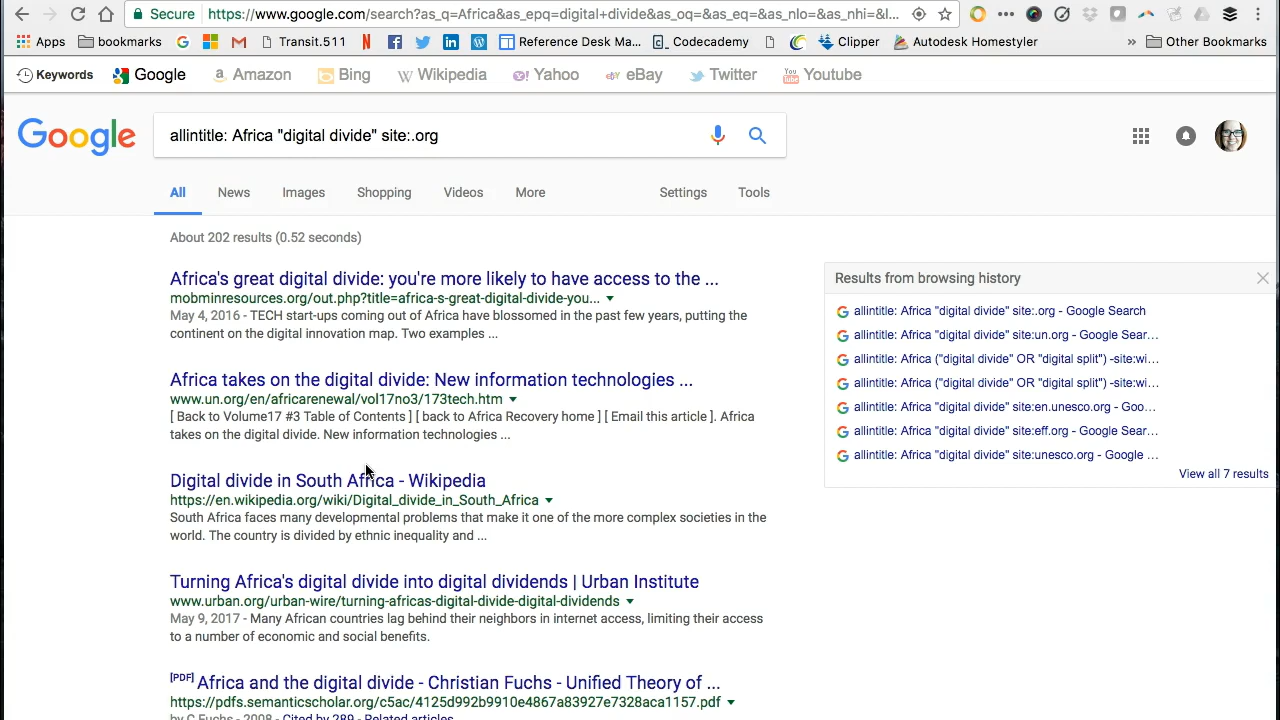 Secure https://www.google.com/search?as_q=Africa&as_epq=digital+divide&as_oq=&as_eq=&as_nlo=&as_nhi=&l...
Apps bookmarks Transit.511 Reference Desk Ma... Codecademy Clipper Autodesk Homestyler » Other Bookmarks
Keywords Google Amazon Bing Wikipedia Yahoo eBay Twitter Youtube
Google allintitle: Africa "digital divide" site:.org
All News Images Shopping Videos More Settings Tools
About 202 results (0.52 seconds)
Africa's great digital divide: you're more likely to have access to the ...
mobminresources.org/out.php?title=africa-s-great-digital-divide-you...
May 4, 2016 - TECH start-ups coming out of Africa have blossomed in the past few years, putting the
continent on the digital innovation map. Two examples ...
Africa takes on the digital divide: New information technologies ...
www.un.org/en/africarenewal/vol17no3/173tech.htm
[ Back to Volume17 #3 Table of Contents ] [ back to Africa Recovery home ] [ Email this article ]. Africa
takes on the digital divide. New information technologies ...
Digital divide in South Africa - Wikipedia
https://en.wikipedia.org/wiki/Digital_divide_in_South_Africa
South Africa faces many developmental problems that make it one of the more complex societies in the
world. The country is divided by ethnic inequality and ...
Turning Africa's digital divide into digital dividends | Urban Institute
www.urban.org/urban-wire/turning-africas-digital-divide-digital-dividends
May 9, 2017 - Many African countries lag behind their neighbors in internet access, limiting their access
to a number of economic and social benefits.
[PDF] Africa and the digital divide - Christian Fuchs - Unified Theory of ...
https://pdfs.semanticscholar.org/c5ac/4125d992b9910e4867a83927e7328aca1157.pdf
by C Fuchs - 2008 - Cited by 289 - Related articles
Results from browsing history
allintitle: Africa "digital divide" site:.org - Google Search
allintitle: Africa "digital divide" site:un.org - Google Sear...
allintitle: Africa ("digital divide" OR "digital split") -site:wi...
allintitle: Africa ("digital divide" OR "digital split") -site:wi...
allintitle: Africa "digital divide" site:en.unesco.org - Goo...
allintitle: Africa "digital divide" site:eff.org - Google Sear...
allintitle: Africa "digital divide" site:unesco.org - Google ...
View all 7 results